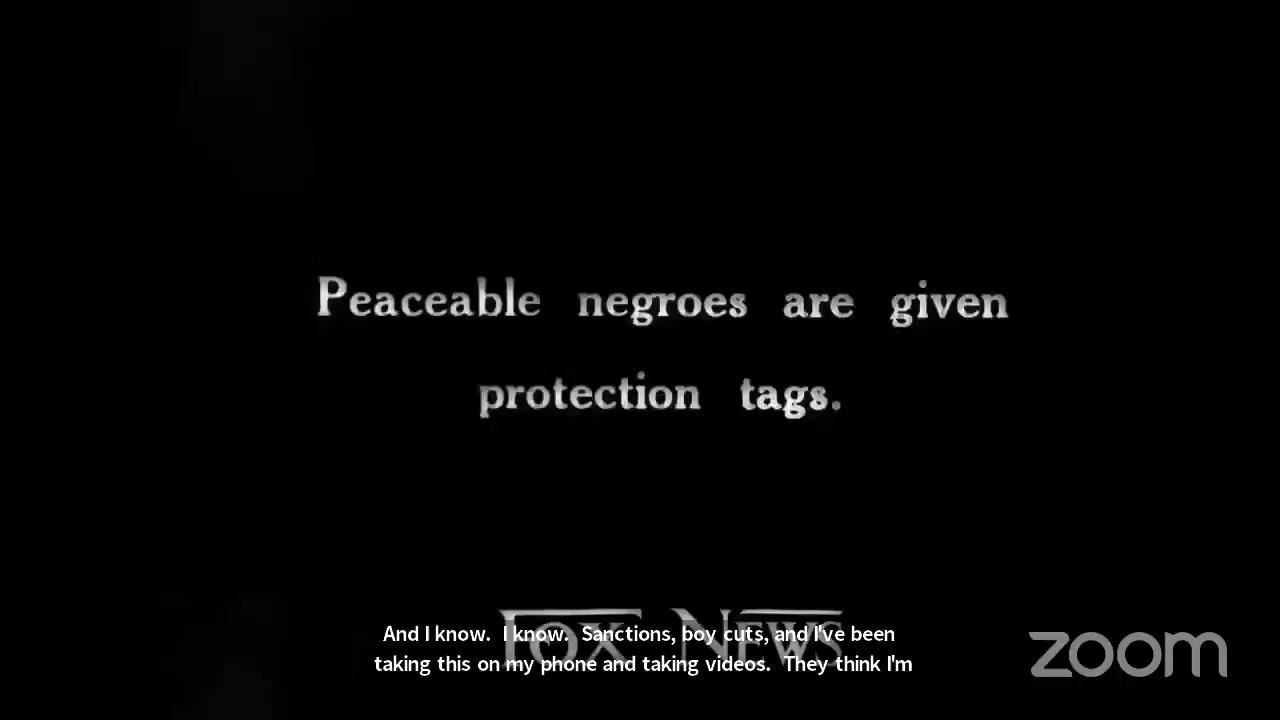 Peaceable negroes are given
protection tags.
FOX NEWS
And I know. I know. Sanctions, boy cuts, and I've been
taking this on my phone and taking videos. They think I'm
zoom